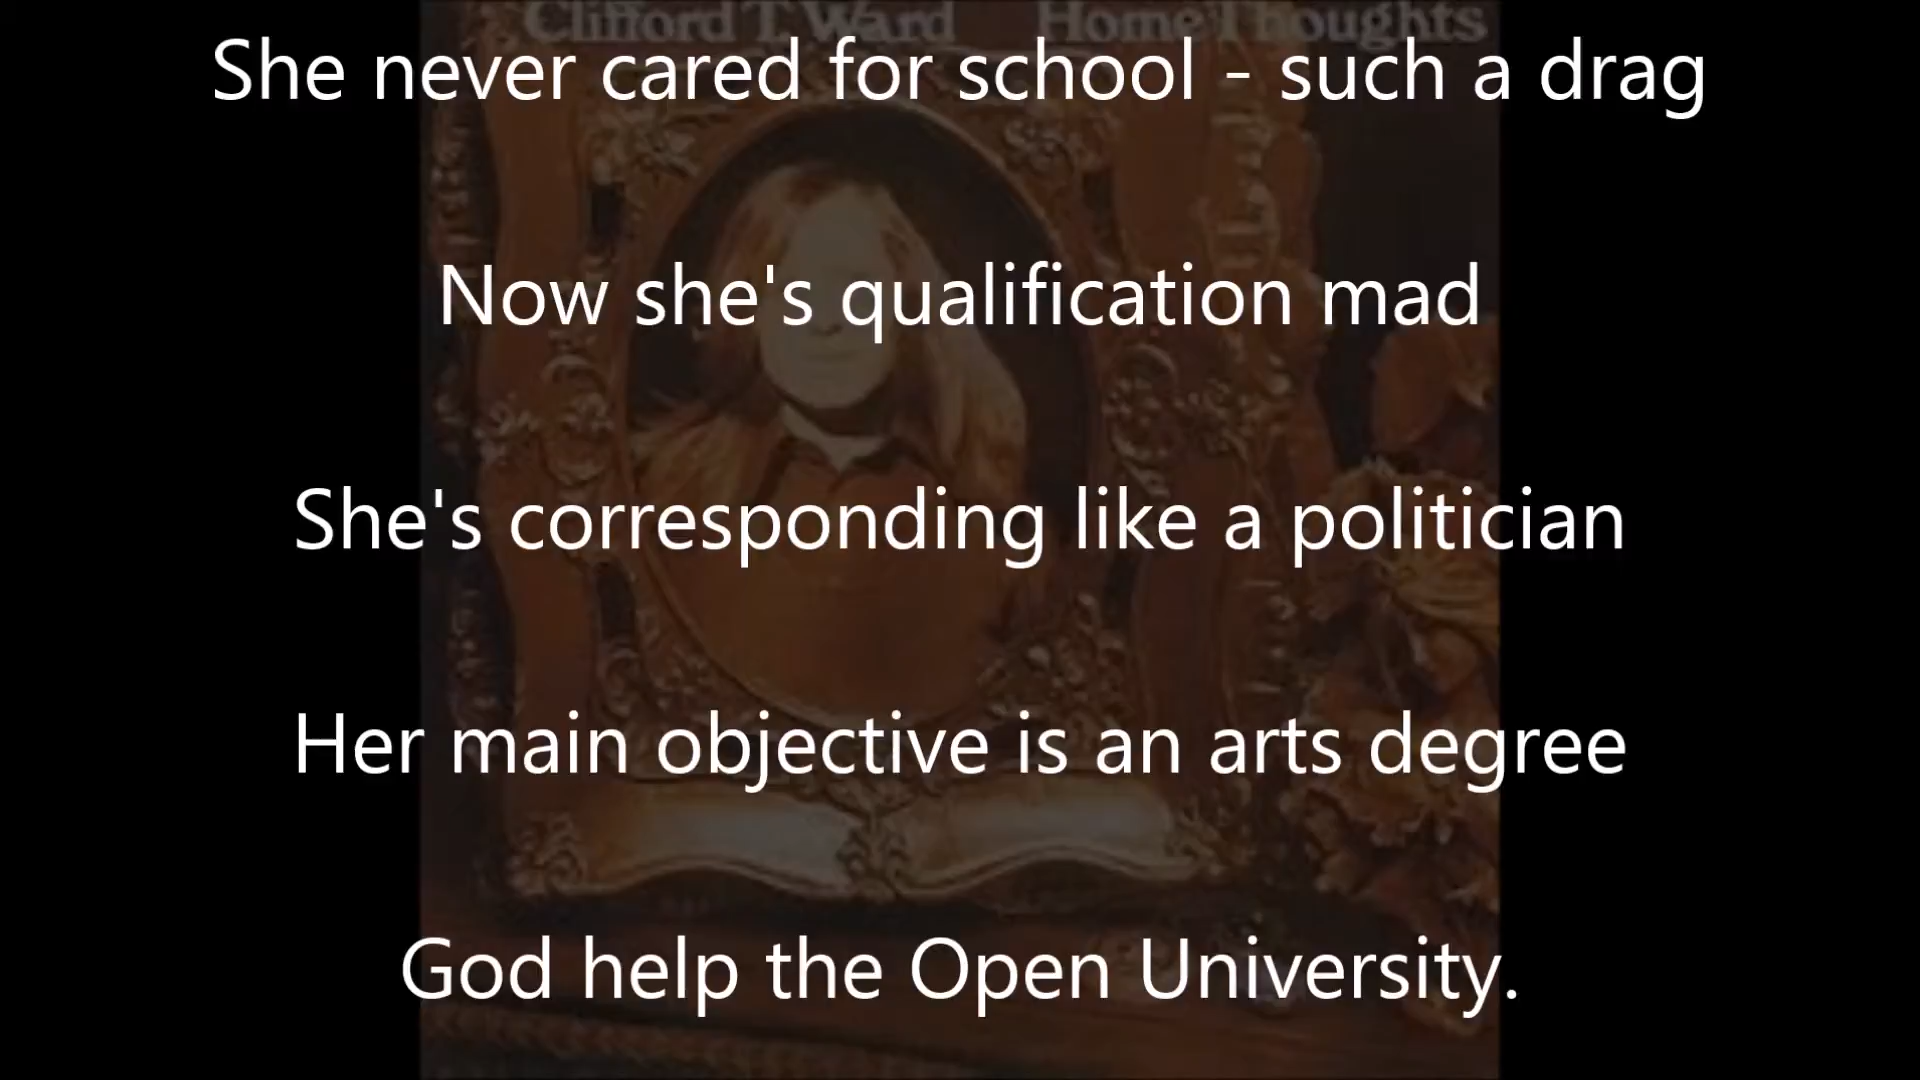 Clifford T. Ward Home Thoughts
She never cared for school - such a drag
Now she's qualification mad
She's corresponding like a politician
Her main objective is an arts degree
God help the Open University.